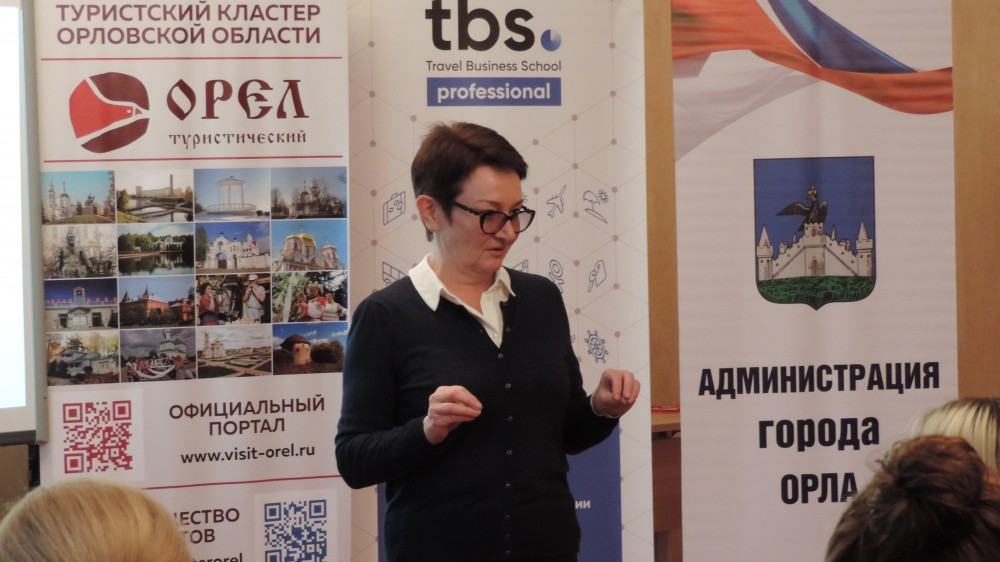 ТУРИСТСКИЙ КЛАСТЕР
ОРЛОВСКОЙ ОБЛАСТИ
ОРЕЛ
туристический
ОФИЦИАЛЬНЫЙ
ПОРТАЛ
www.visit-orel.ru
tbs.
Travel Business School
professional
АДМИНИСТРАЦИЯ
города
ОРЛА